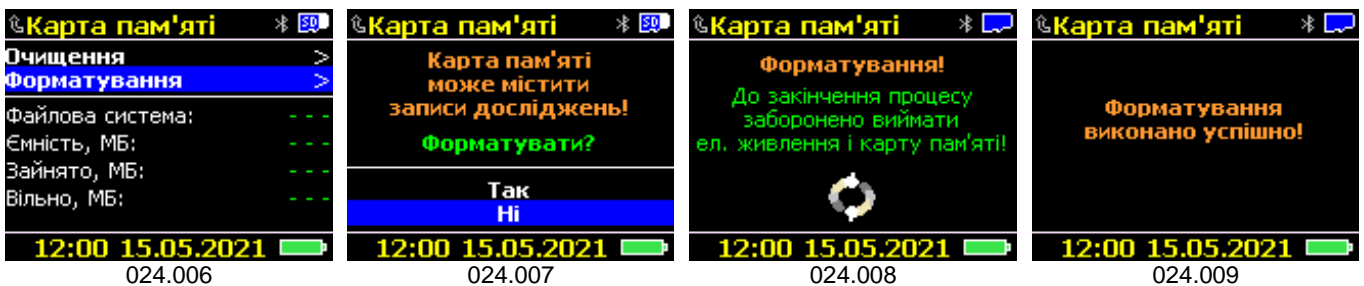 Карта пам'яті SD
Очищення >
Форматування >
Файлова система: - - -
Ємність, МБ: - - -
Зайнято, МБ: - - -
Вільно, МБ: - - -
12:00 15.05.2021
024.006
Карта пам'яті SD
Карта пам'яті
може містити
записи досліджень!
Форматувати?
Так
Ні
12:00 15.05.2021
024.007
Карта пам'яті
Форматування!
До закінчення процесу
заборонено виймати
ел. живлення і карту пам'яті!
12:00 15.05.2021
024.008
Карта пам'яті
Форматування
виконано успішно!
12:00 15.05.2021
024.009